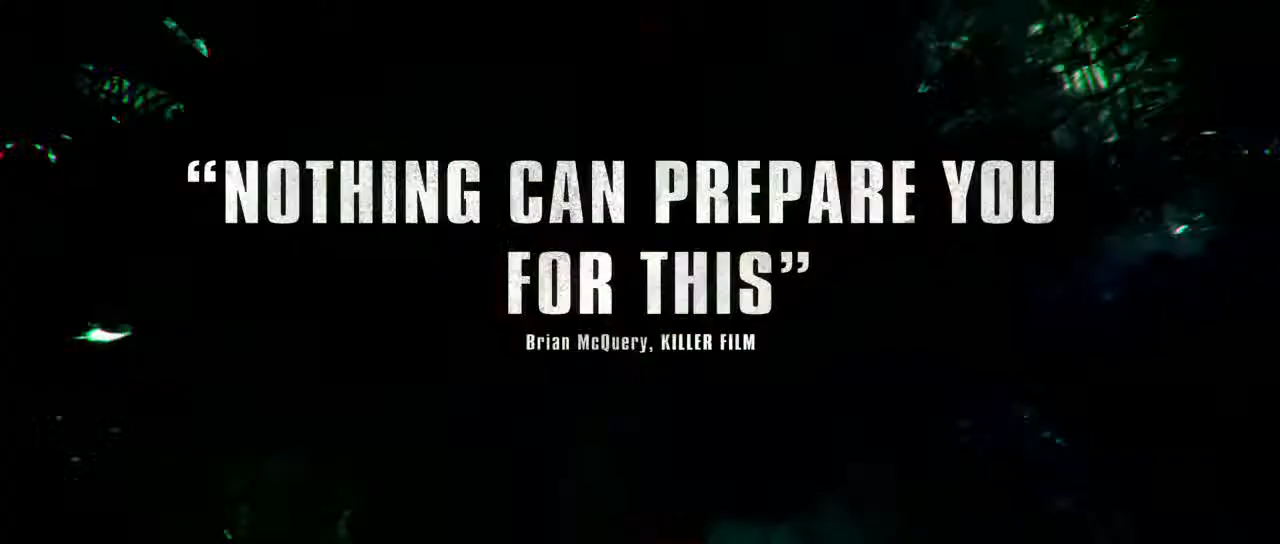 “NOTHING CAN PREPARE YOU
FOR THIS”
Brian McQuery, KILLER FILM